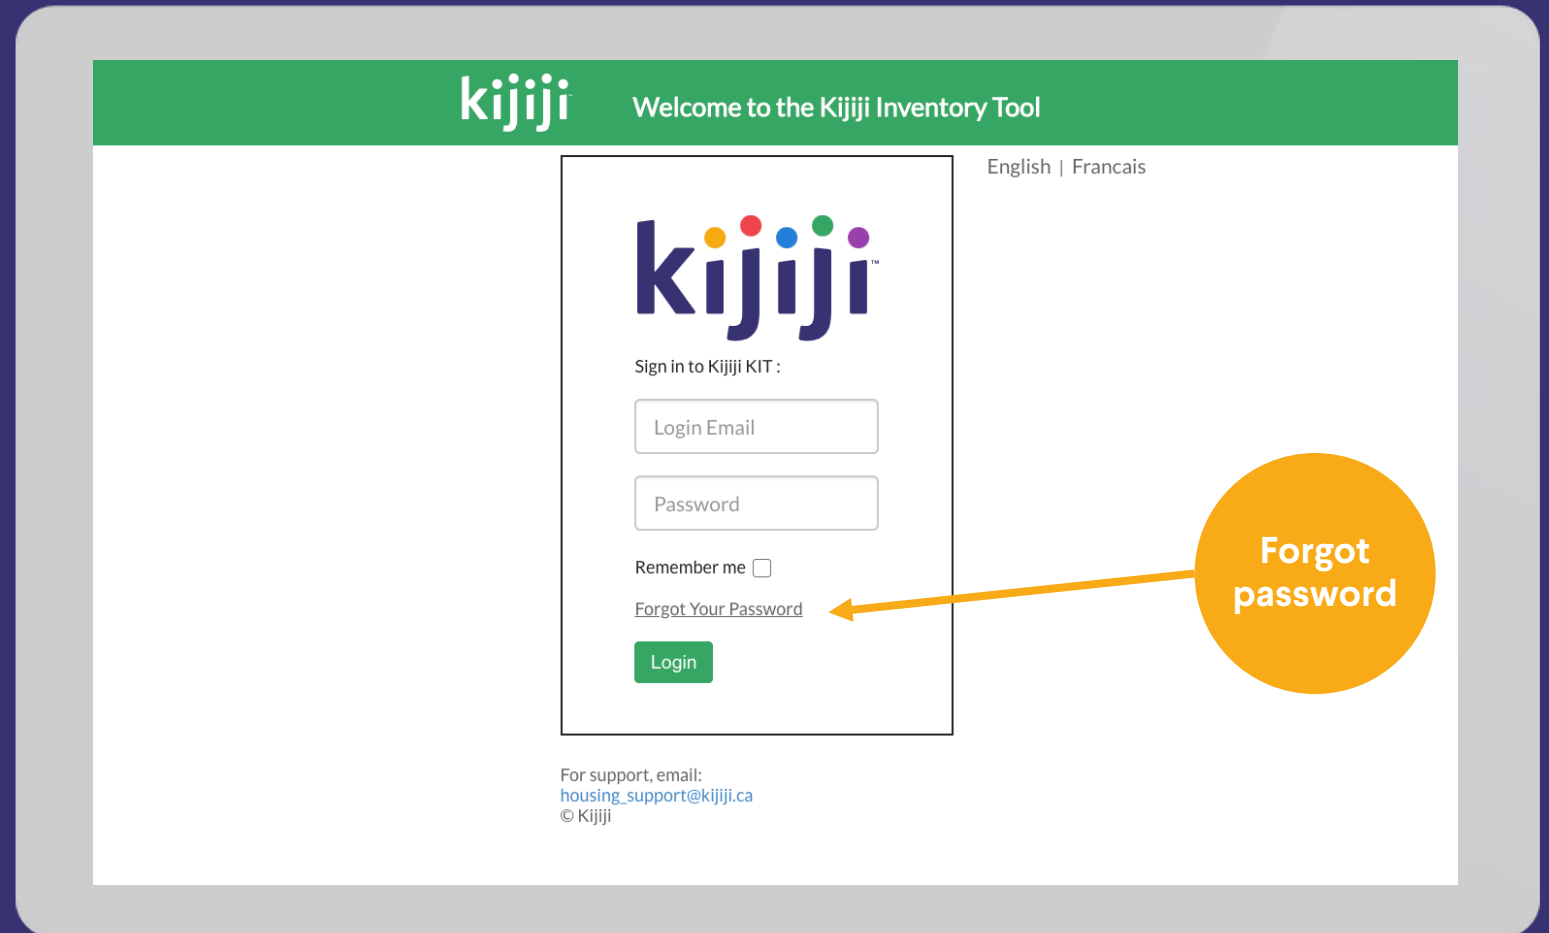 kijiji
Welcome to the Kijiji Inventory Tool
English | Francais
kijiji™
Sign in to Kijiji KIT :
Login Email
Password
Remember me
Forgot Your Password
Login
Forgot
password
For support, email:
housing_support@kijiji.ca
© Kijiji